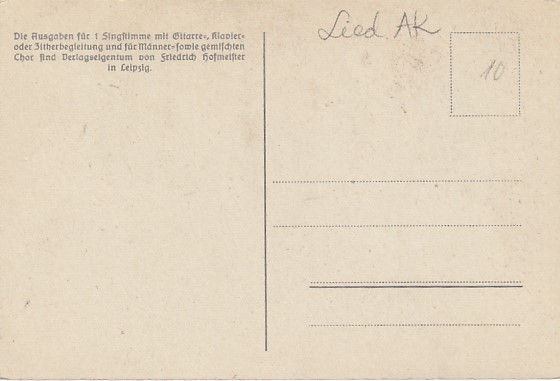 Die Ausgaben für 1 Singstimme mit Gitarre-, Klavier-
oder Zitherbegleitung und für Männer- sowie gemischten
Chor sind Verlagseigentum von Friedrich Hofmeister
in Leipzig.
Lied AK
10